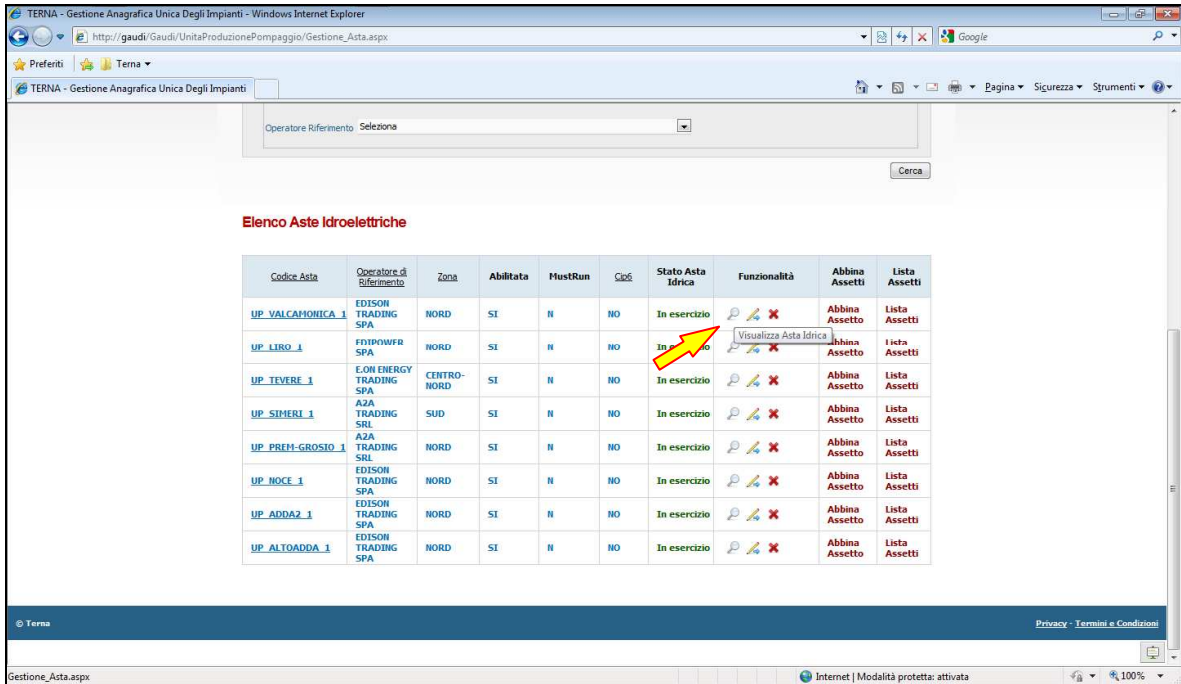 TERNA - Gestione Anagrafica Unica Degli Impianti - Windows Internet Explorer
http://gaudi/Gaudi/UnitaProduzionePompaggio/Gestione_Asta.aspx
Google
Preferiti Terna
TERNA - Gestione Anagrafica Unica Degli Impianti
Pagina Sicurezza Strumenti
Operatore Riferimento Seleziona
Cerca
Elenco Aste Idroelettriche
Codice Asta Operatore di Riferimento Zona Abilitata MustRun Cip6 Stato Asta Idrica Funzionalità Abbina Assetti Lista Assetti
UP_VALCAMONICA_1 EDISON TRADING SPA NORD SI N NO In esercizio Abbina Assetto Lista Assetti
Visualizza Asta Idrica
UP_LIRO_1 EDIPOWER SPA NORD SI N NO Abbina Assetto Lista Assetti
UP_TEVERE_1 E.ON ENERGY TRADING SPA CENTRO-NORD SI N NO In esercizio Abbina Assetto Lista Assetti
UP_SIMERI_1 A2A TRADING SRL SUD SI N NO In esercizio Abbina Assetto Lista Assetti
UP_PREM-GROSIO_1 A2A TRADING SRL NORD SI N NO In esercizio Abbina Assetto Lista Assetti
UP_NOCE_1 EDISON TRADING SPA NORD SI N NO In esercizio Abbina Assetto Lista Assetti
UP_ADDA2_1 EDISON TRADING SPA NORD SI N NO In esercizio Abbina Assetto Lista Assetti
UP_ALTOADDA_1 EDISON TRADING SPA NORD SI N NO In esercizio Abbina Assetto Lista Assetti
© Terna Privacy - Termini e Condizioni
Gestione_Asta.aspx Internet | Modalità protetta: attivata 100%